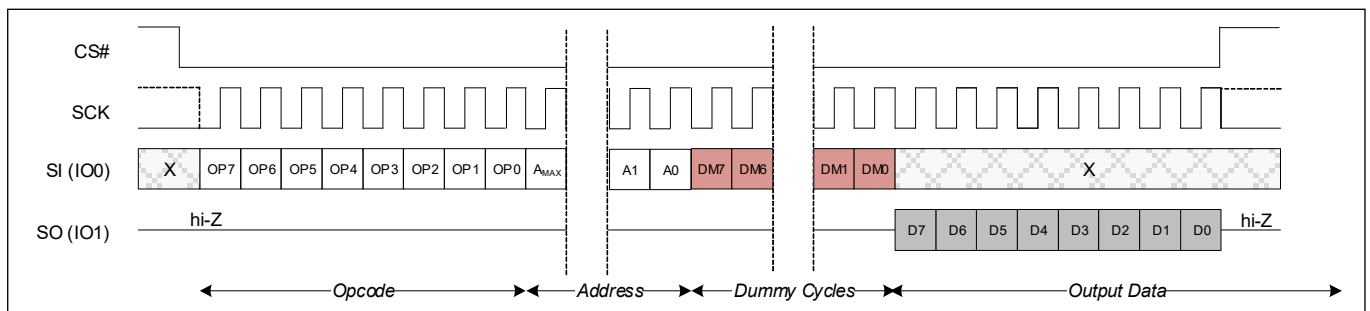 CS#
SCK
SI (IO0) X OP7 OP6 OP5 OP4 OP3 OP2 OP1 OP0 AMAX A1 A0 DM7 DM6 DM1 DM0 X
hi-Z
SO (IO1) D7 D6 D5 D4 D3 D2 D1 D0 hi-Z
Opcode Address Dummy Cycles Output Data